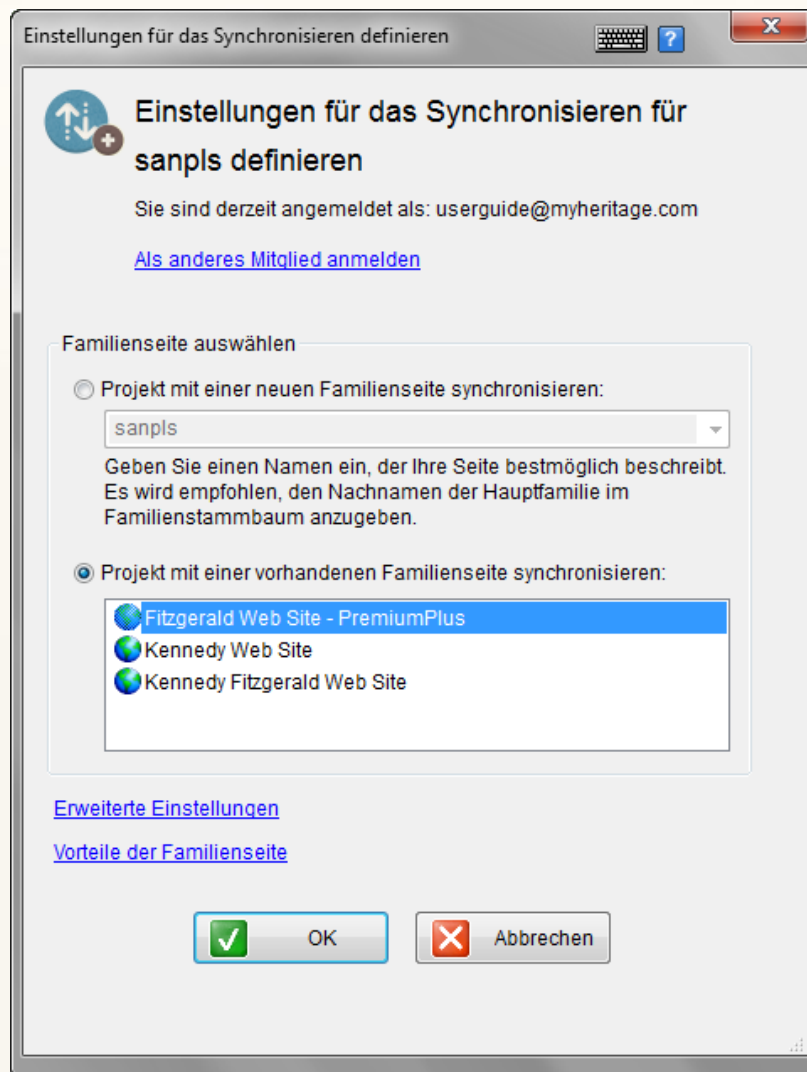 Einstellungen für das Synchronisieren definieren
?
Einstellungen für das Synchronisieren für
sanpls definieren
Sie sind derzeit angemeldet als: userguide@myheritage.com
Als anderes Mitglied anmelden
Familienseite auswählen
Projekt mit einer neuen Familienseite synchronisieren:
sanpls
Geben Sie einen Namen ein, der Ihre Seite bestmöglich beschreibt.
Es wird empfohlen, den Nachnamen der Hauptfamilie im
Familienstammbaum anzugeben.
Projekt mit einer vorhandenen Familienseite synchronisieren:
Fitzgerald Web Site - PremiumPlus
Kennedy Web Site
Kennedy Fitzgerald Web Site
Erweiterte Einstellungen
Vorteile der Familienseite
OK
Abbrechen